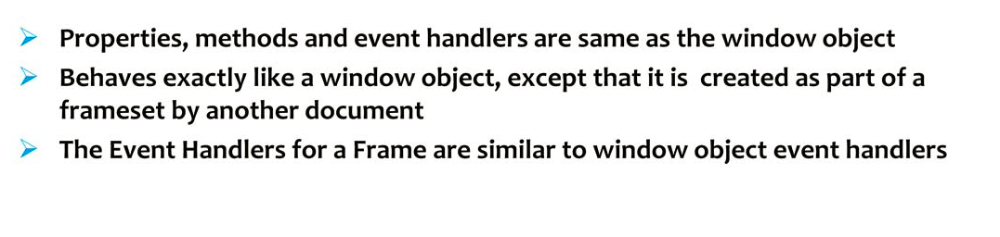 Properties, methods and event handlers are same as the window object
Behaves exactly like a window object, except that it is  created as part of a
frameset by another document
The Event Handlers for a Frame are similar to window object event handlers